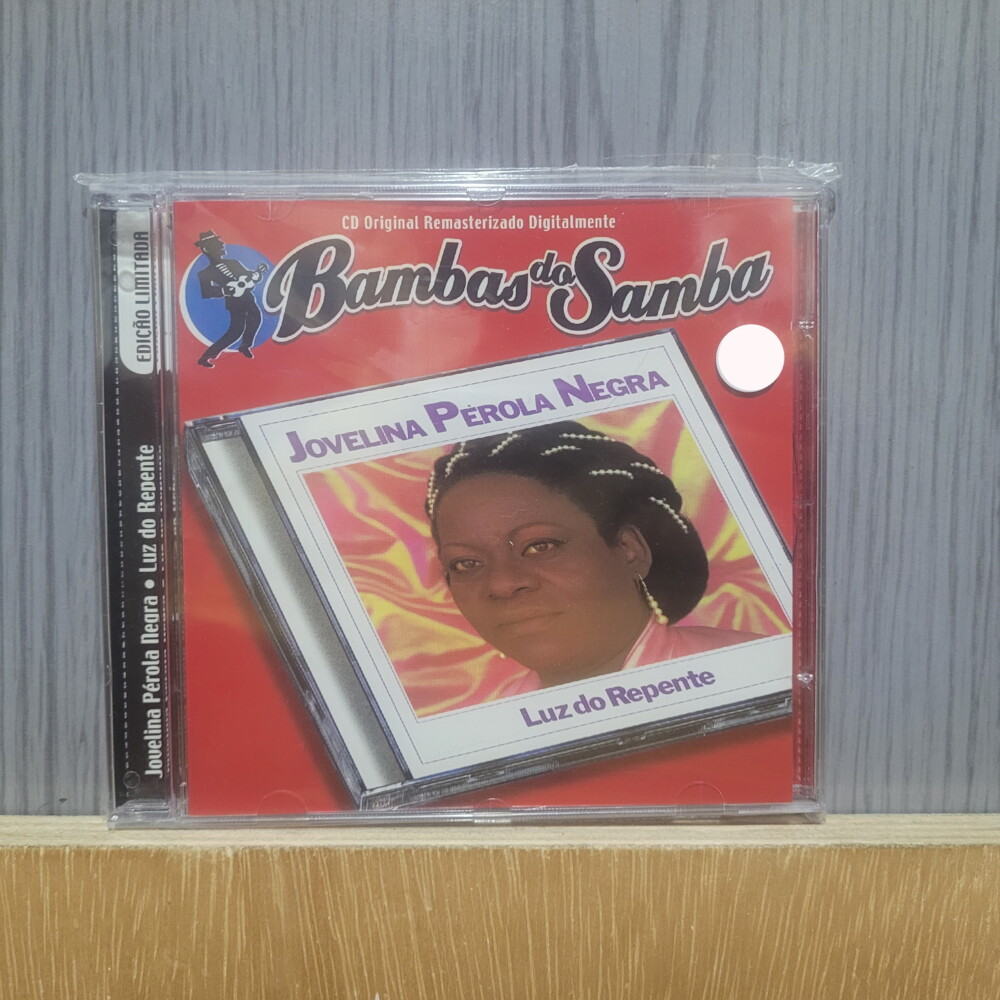 CD Original Remasterizado Digitalmente
Bambas do Samba
EDIÇÃO LIMITADA
Jovelina Pérola Negra • Luz do Repente
JOVELINA PÉROLA NEGRA
LUZ DO REPENTE